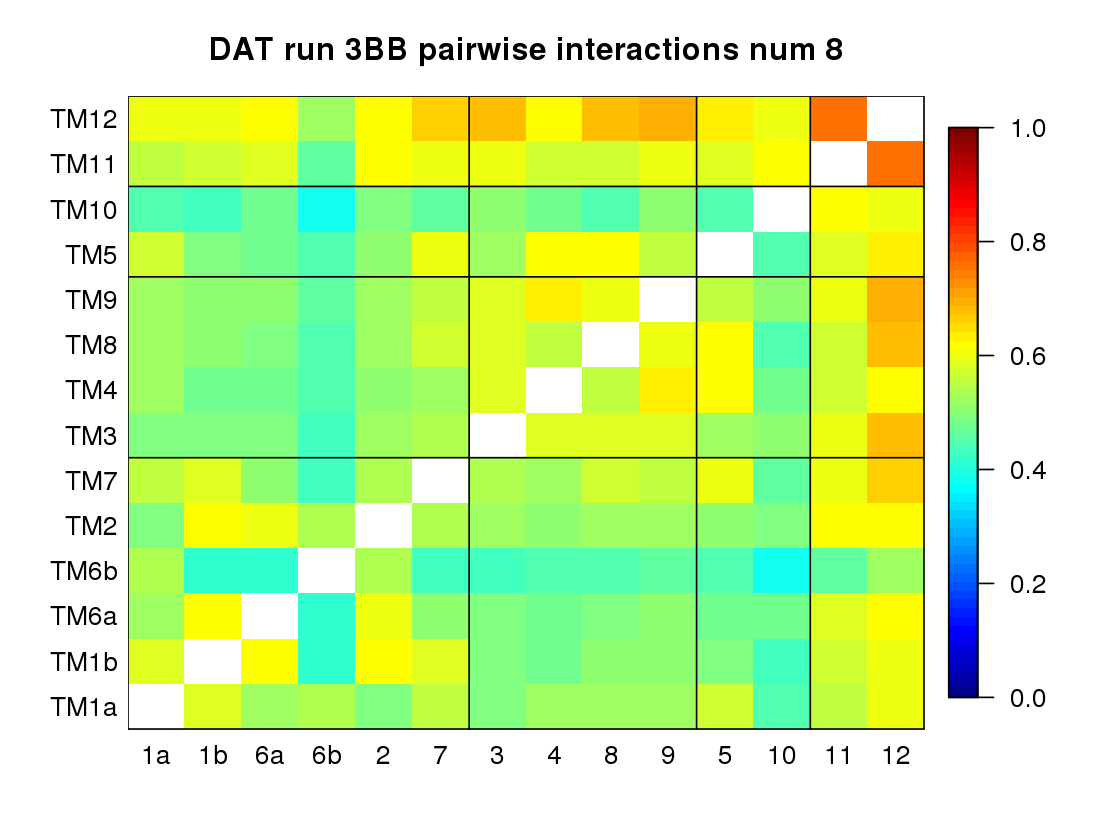 DAT run 3BB pairwise interactions num 8
TM12
TM11
TM10
TM5
TM9
TM8
TM4
TM3
TM7
TM2
TM6b
TM6a
TM1b
TM1a
1a 1b 6a 6b 2 7 3 4 8 9 5 10 11 12
1.0
0.8
0.6
0.4
0.2
0.0